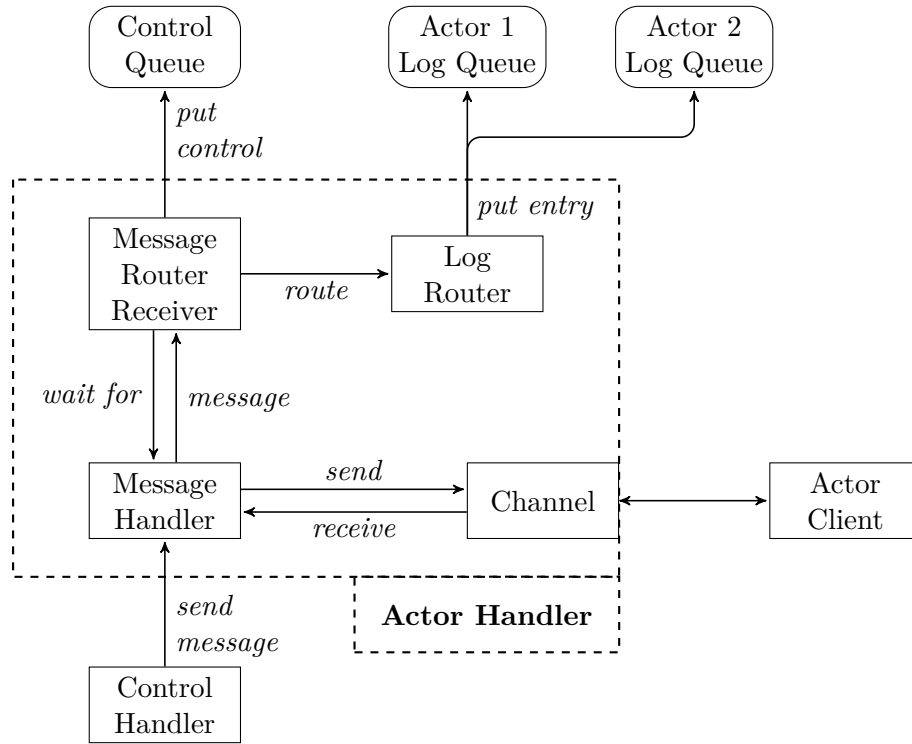 Control
Queue
Actor 1
Log Queue
Actor 2
Log Queue
put
control
put entry
Message
Router
Receiver
route
Log
Router
wait for
message
Message
Handler
send
receive
Channel
Actor
Client
Actor Handler
send
message
Control
Handler